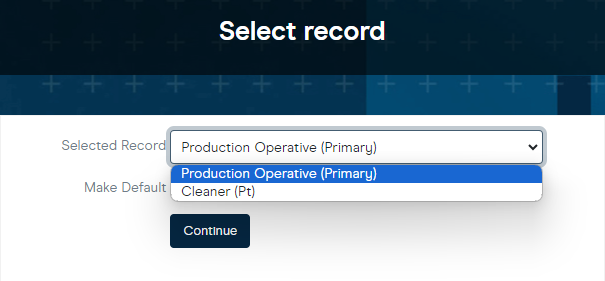 Select record
Selected Record Production Operative (Primary)
Production Operative (Primary)
Make Default Cleaner (Pt)
Continue